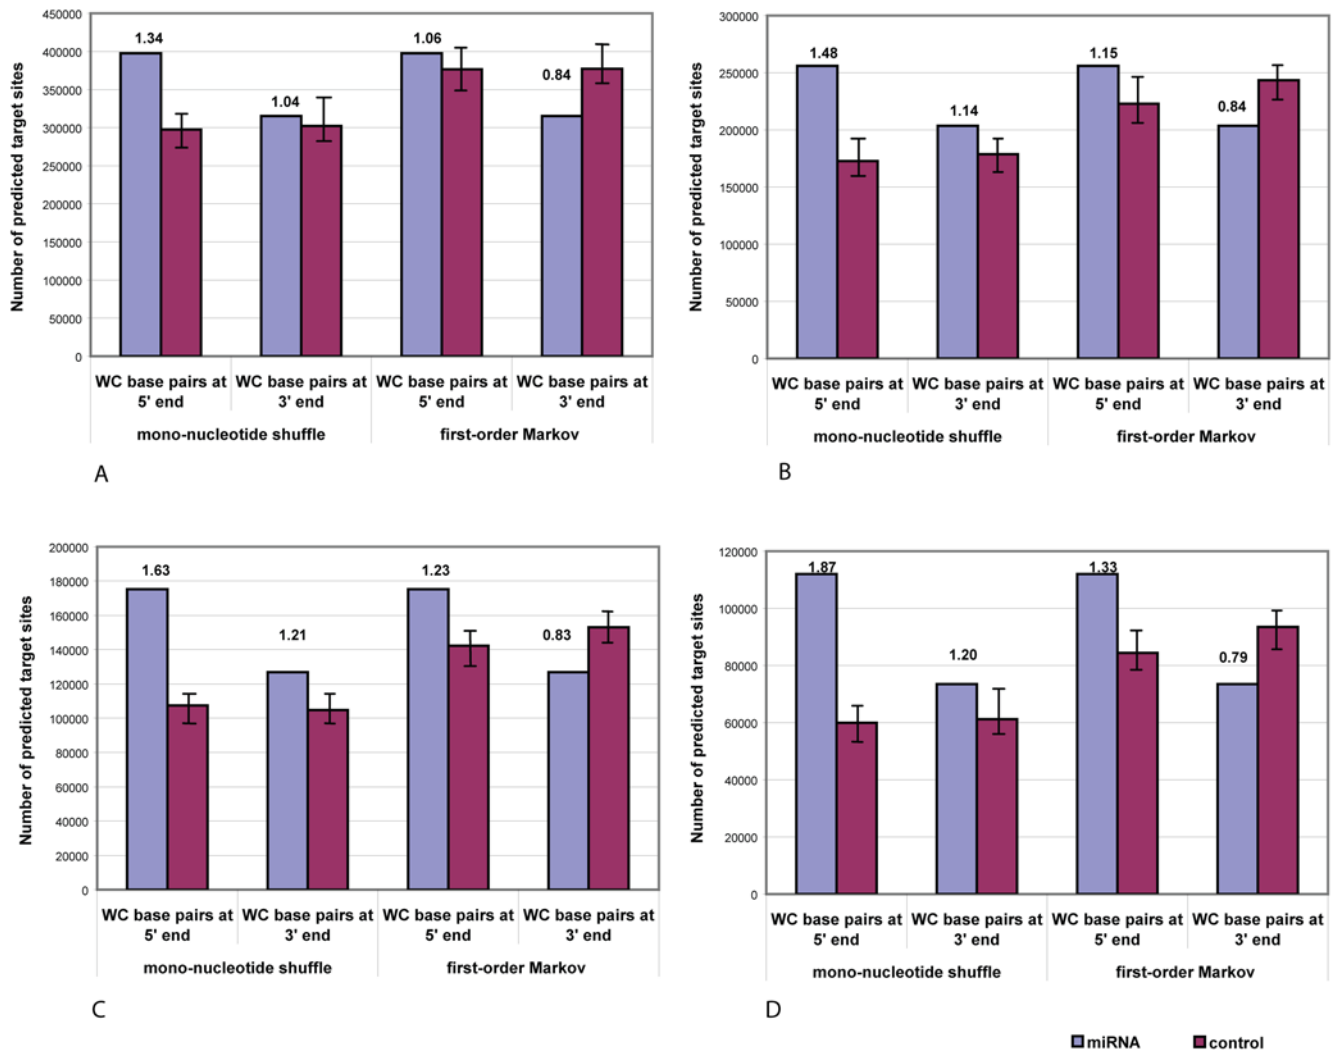 Number of predicted target sites
450000
400000
350000
300000
250000
200000
150000
100000
50000
0
1.34
1.04
1.06
0.84
WC base pairs at 5' end
WC base pairs at 3' end
WC base pairs at 5' end
WC base pairs at 3' end
mono-nucleotide shuffle
first-order Markov
A
Number of predicted target sites
300000
250000
200000
150000
100000
50000
0
1.48
1.14
1.15
0.84
WC base pairs at 5' end
WC base pairs at 3' end
WC base pairs at 5' end
WC base pairs at 3' end
mono-nucleotide shuffle
first-order Markov
B
Number of predicted target sites
200000
180000
160000
140000
120000
100000
80000
60000
40000
20000
0
1.63
1.21
1.23
0.83
WC base pairs at 5' end
WC base pairs at 3' end
WC base pairs at 5' end
WC base pairs at 3' end
mono-nucleotide shuffle
first-order Markov
C
Number of predicted target sites
120000
100000
80000
60000
40000
20000
0
1.87
1.20
1.33
0.79
WC base pairs at 5' end
WC base pairs at 3' end
WC base pairs at 5' end
WC base pairs at 3' end
mono-nucleotide shuffle
first-order Markov
D
miRNA
control